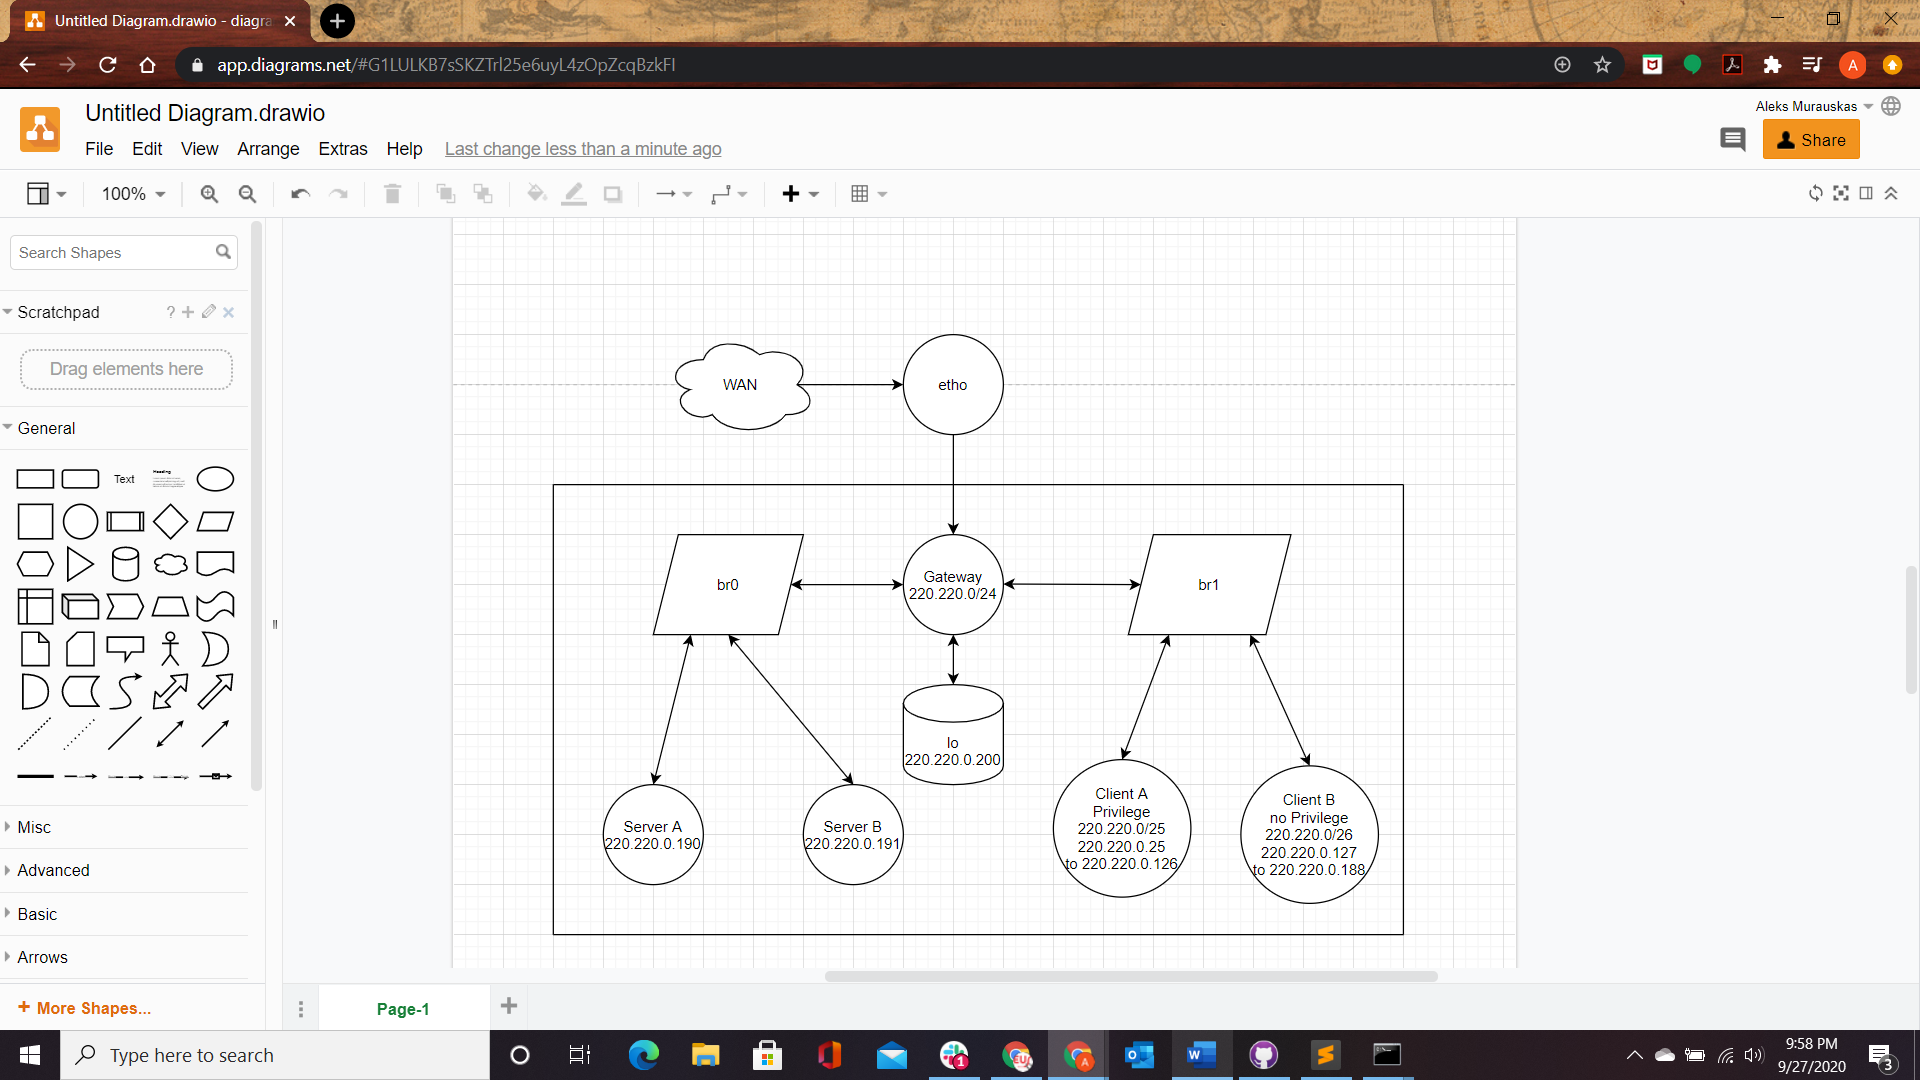 Untitled Diagram.drawio - diagra
app.diagrams.net/#G1LULKB7sSKZTrl25e6uyL4zOpZcqBzkFI
A
Untitled Diagram.drawio
Aleks Murauskas
File Edit View Arrange Extras Help Last change less than a minute ago
Share
100%
Search Shapes
Scratchpad
?
Drag elements here
General
Text
Heading
Misc
Advanced
Basic
Arrows
+ More Shapes...
WAN
etho
br0
Gateway
220.220.0/24
br1
lo
220.220.0.200
Server A
220.220.0.190
Server B
220.220.0.191
Client A
Privilege
220.220.0/25
220.220.0.25
to 220.220.0.126
Client B
no Privilege
220.220.0/26
220.220.0.127
to 220.220.0.188
Page-1
Type here to search
1
EU
A
9:58 PM
9/27/2020
3